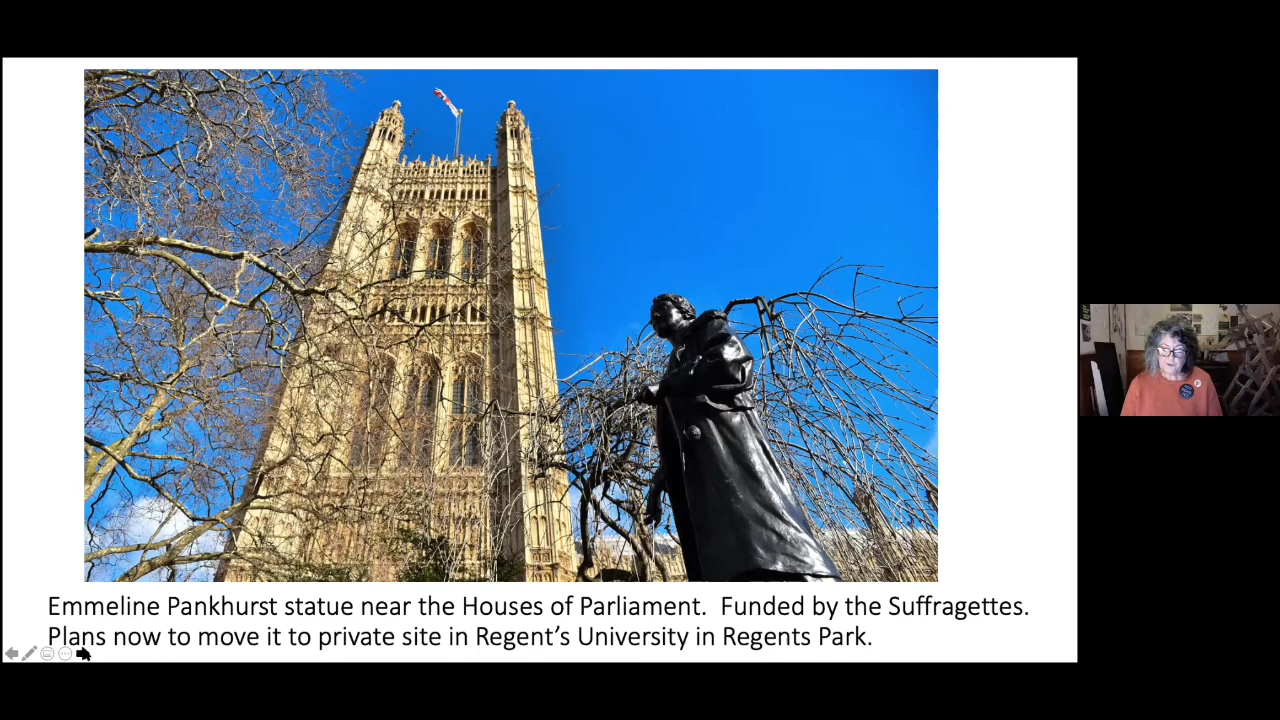 Emmeline Pankhurst statue near the Houses of Parliament.  Funded by the Suffragettes.
Plans now to move it to private site in Regent’s University in Regents Park.